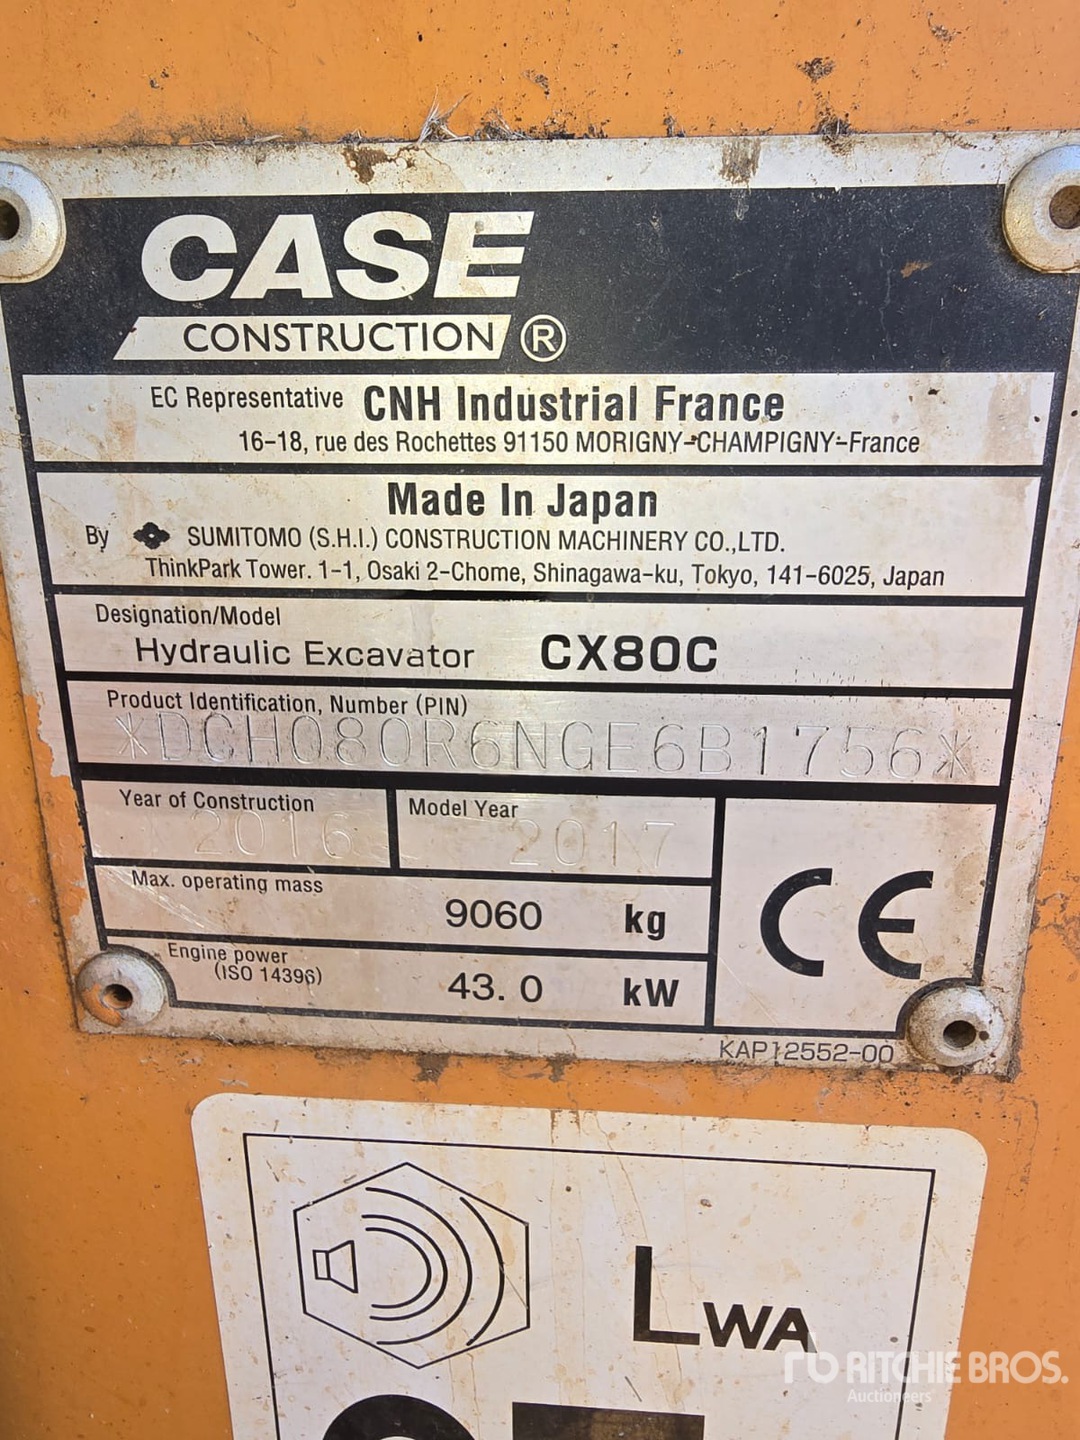 CASE
CONSTRUCTION ®
EC Representative CNH Industrial France
16-18, rue des Rochettes 91150 MORIGNY-CHAMPIGNY-France
Made In Japan
By SUMITOMO (S.H.I.) CONSTRUCTION MACHINERY CO.,LTD.
ThinkPark Tower. 1-1, Osaki 2-Chome, Shinagawa-ku, Tokyo, 141-6025, Japan
Designation/Model
Hydraulic Excavator CX80C
Product Identification, Number (PIN)
*DCH080R6NGE6B1756*
Year of Construction Model Year
2016 2017
Max. operating mass
9060 kg
Engine power
(ISO 14396)
43.0 kW
CE
KAP12552-00
LWA
rb RITCHIE BROS.
Auctioneers